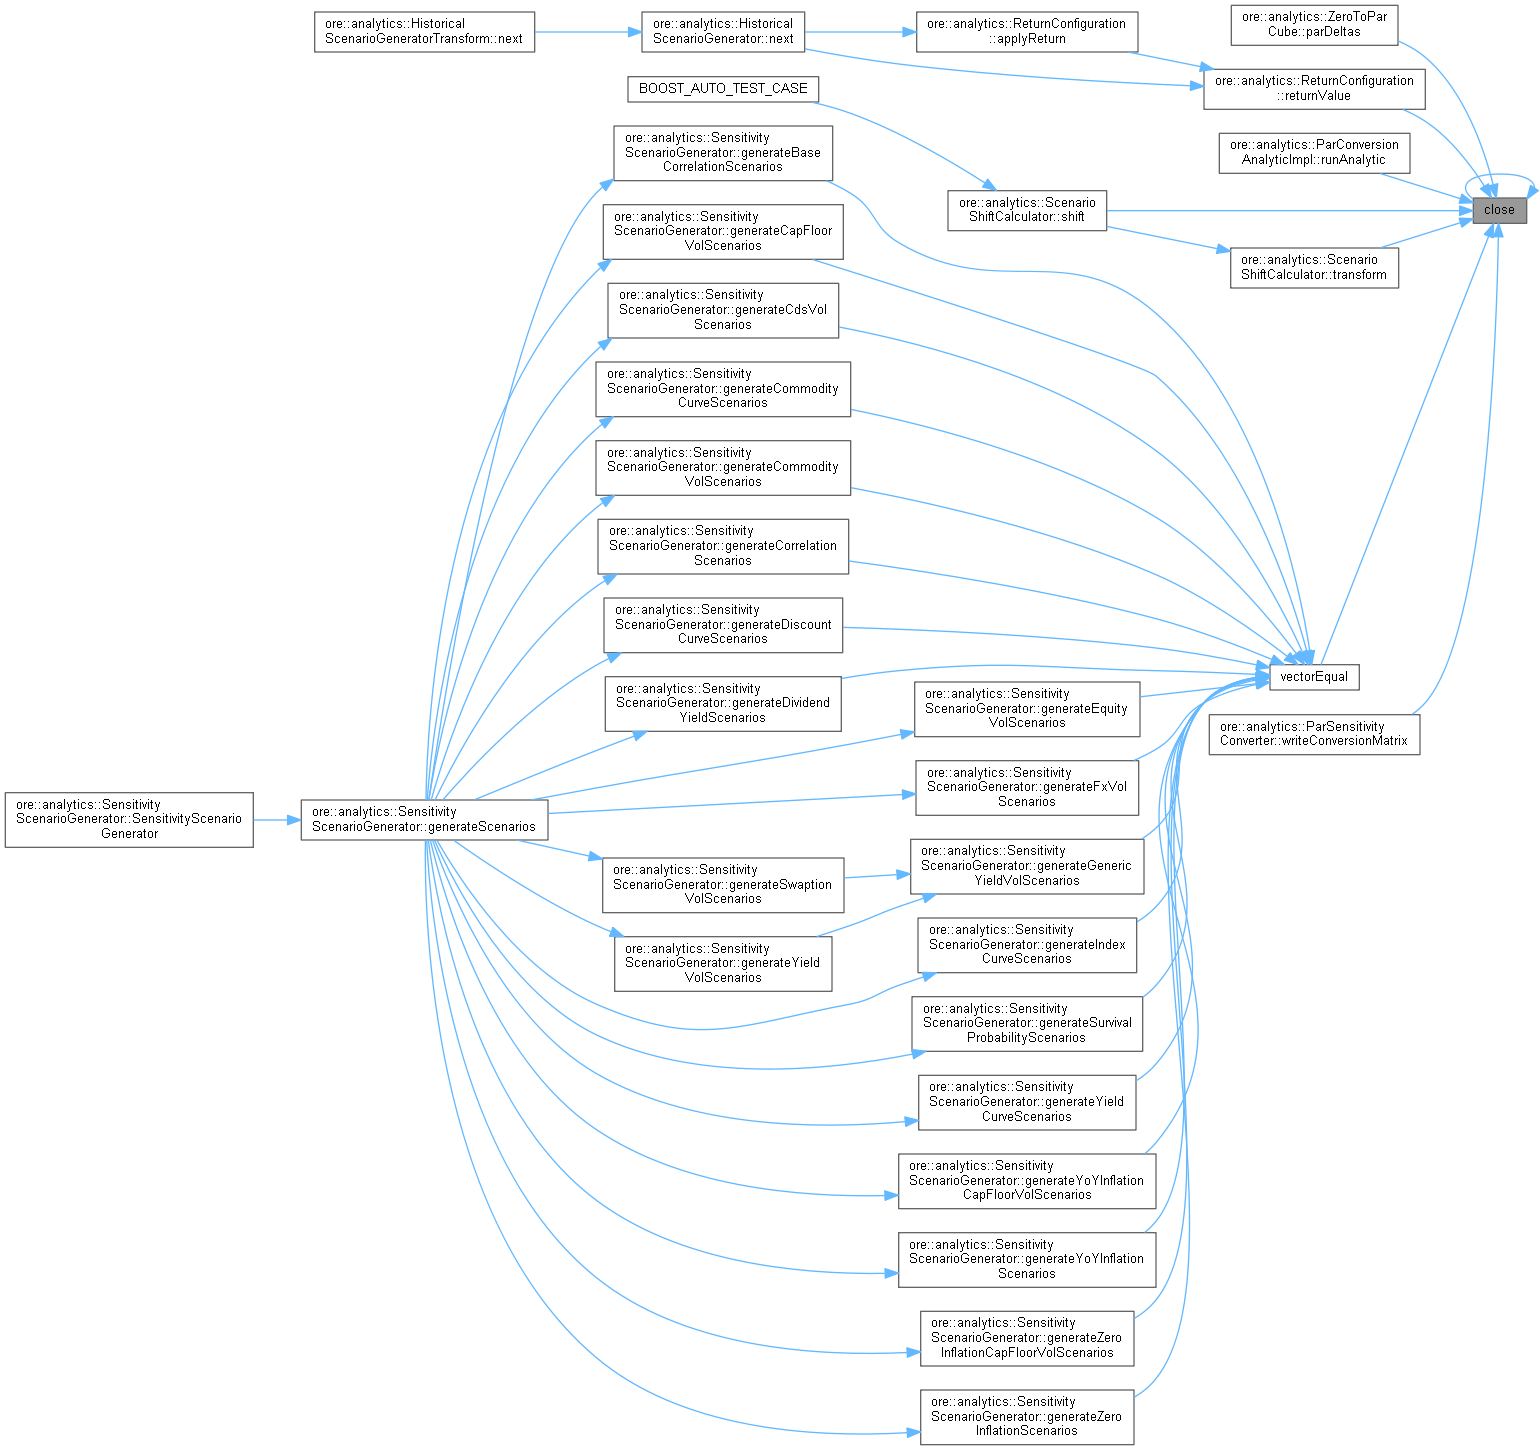 ore::analytics::Historical
ScenarioGeneratorTransform::next
ore::analytics::Historical
ScenarioGenerator::next
ore::analytics::ReturnConfiguration
::applyReturn
ore::analytics::ZeroToPar
Cube::parDeltas
ore::analytics::ReturnConfiguration
::returnValue
BOOST_AUTO_TEST_CASE
ore::analytics::Sensitivity
ScenarioGenerator::generateBase
CorrelationScenarios
ore::analytics::ParConversion
AnalyticImpl::runAnalytic
ore::analytics::Scenario
ShiftCalculator::shift
close
ore::analytics::Sensitivity
ScenarioGenerator::generateCapFloor
VolScenarios
ore::analytics::Scenario
ShiftCalculator::transform
ore::analytics::Sensitivity
ScenarioGenerator::generateCdsVol
Scenarios
ore::analytics::Sensitivity
ScenarioGenerator::generateCommodity
CurveScenarios
ore::analytics::Sensitivity
ScenarioGenerator::generateCommodity
VolScenarios
ore::analytics::Sensitivity
ScenarioGenerator::generateCorrelation
Scenarios
ore::analytics::Sensitivity
ScenarioGenerator::generateDiscount
CurveScenarios
vectorEqual
ore::analytics::Sensitivity
ScenarioGenerator::generateDividend
YieldScenarios
ore::analytics::Sensitivity
ScenarioGenerator::generateEquity
VolScenarios
ore::analytics::ParSensitivity
Converter::writeConversionMatrix
ore::analytics::Sensitivity
ScenarioGenerator::generateFxVol
Scenarios
ore::analytics::Sensitivity
ScenarioGenerator::SensitivityScenario
Generator
ore::analytics::Sensitivity
ScenarioGenerator::generateScenarios
ore::analytics::Sensitivity
ScenarioGenerator::generateSwaption
VolScenarios
ore::analytics::Sensitivity
ScenarioGenerator::generateGeneric
YieldVolScenarios
ore::analytics::Sensitivity
ScenarioGenerator::generateYield
VolScenarios
ore::analytics::Sensitivity
ScenarioGenerator::generateIndex
CurveScenarios
ore::analytics::Sensitivity
ScenarioGenerator::generateSurvival
ProbabilityScenarios
ore::analytics::Sensitivity
ScenarioGenerator::generateYield
CurveScenarios
ore::analytics::Sensitivity
ScenarioGenerator::generateYoYInflation
CapFloorVolScenarios
ore::analytics::Sensitivity
ScenarioGenerator::generateYoYInflation
Scenarios
ore::analytics::Sensitivity
ScenarioGenerator::generateZero
InflationCapFloorVolScenarios
ore::analytics::Sensitivity
ScenarioGenerator::generateZero
InflationScenarios